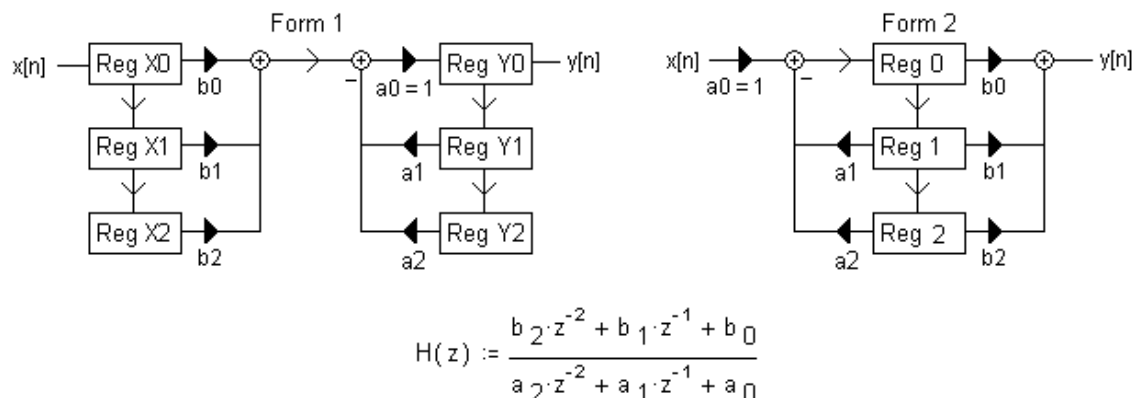 Form 1
x[n] Reg X0 b0 a0 = 1 Reg Y0 y[n]
Reg X1 b1 a1 Reg Y1
Reg X2 b2 a2 Reg Y2
Form 2
x[n] a0 = 1 Reg 0 b0 y[n]
a1 Reg 1 b1
a2 Reg 2 b2
H(z) := b2·z^-2 + b1·z^-1 + b0
a2·z^-2 + a1·z^-1 + a0